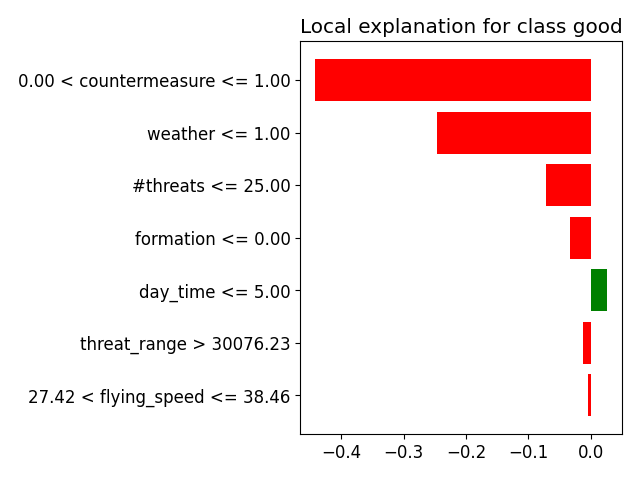 Local explanation for class good
0.00 < countermeasure <= 1.00
weather <= 1.00
#threats <= 25.00
formation <= 0.00
day_time <= 5.00
threat_range > 30076.23
27.42 < flying_speed <= 38.46
−0.4 −0.3 −0.2 −0.1 0.0